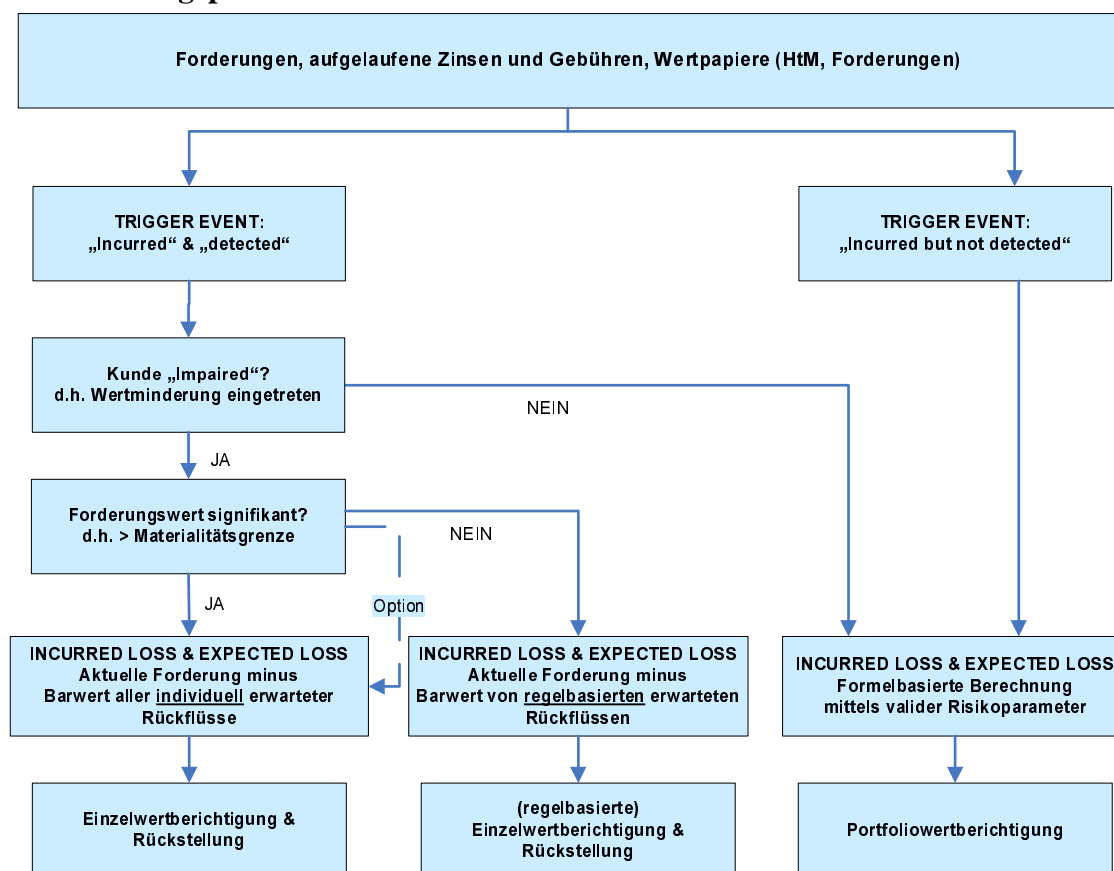 Forderungen, aufgelaufene Zinsen und Gebühren, Wertpapiere (HtM, Forderungen)
TRIGGER EVENT:
„Incurred“ & „detected“
TRIGGER EVENT:
„Incurred but not detected“
Kunde „Impaired“?
d.h. Wertminderung eingetreten
NEIN
JA
Forderungswert signifikant?
d.h. > Materialitätsgrenze
NEIN
Option
JA
INCURRED LOSS & EXPECTED LOSS
Aktuelle Forderung minus
Barwert aller individuell erwarteter
Rückflüsse
INCURRED LOSS & EXPECTED LOSS
Aktuelle Forderung minus
Barwert von regelbasierten erwarteten
Rückflüssen
INCURRED LOSS & EXPECTED LOSS
Formelbasierte Berechnung
mittels valider Risikoparameter
Einzelwertberichtigung &
Rückstellung
(regelbasierte)
Einzelwertberichtigung &
Rückstellung
Portfoliowertberichtigung